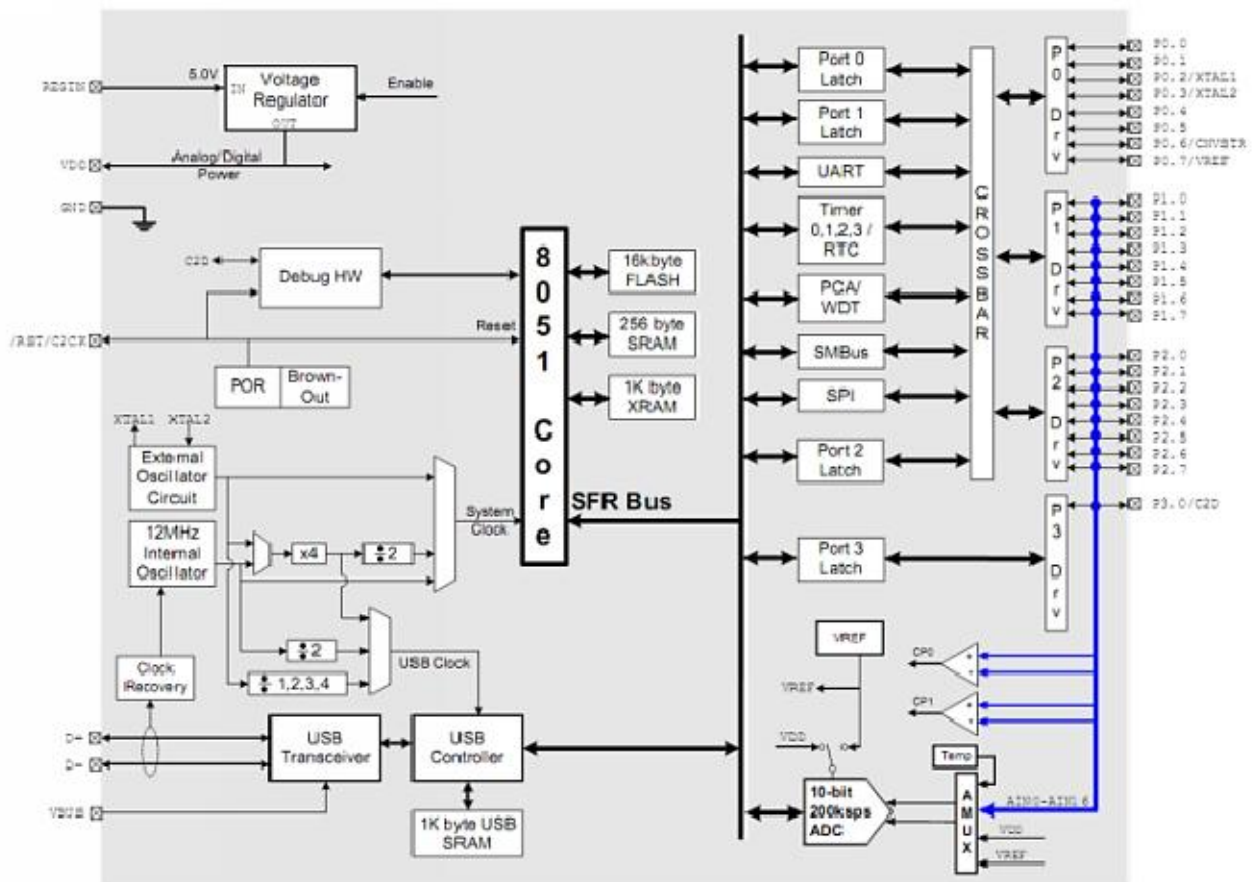 REGIN
5.0V
IN
Voltage
Regulator
OUT
Enable
VDD
Analog/Digital
Power
GND
C2D
Debug HW
/RST/C2CK
Reset
POR
Brown-
Out
XTAL1
XTAL2
External
Oscillator
Circuit
12MHz
Internal
Oscillator
x4
÷2
System
Clock
÷2
÷ 1,2,3,4
USB Clock
Clock
Recovery
D+
D-
VBUS
USB
Transceiver
USB
Controller
1K byte USB
SRAM
8051 Core
16k byte
FLASH
256 byte
SRAM
1K byte
XRAM
SFR Bus
Port 0
Latch
Port 1
Latch
UART
Timer
0,1,2,3 /
RTC
PCA/
WDT
SMBus
SPI
Port 2
Latch
Port 3
Latch
CROSSBAR
P0 Drv
P0.0
P0.1
P0.2/XTAL1
P0.3/XTAL2
P0.4
P0.5
P0.6/CNVSTR
P0.7/VREF
P1 Drv
P1.0
P1.1
P1.2
P1.3
P1.4
P1.5
P1.6
P1.7
P2 Drv
P2.0
P2.1
P2.2
P2.3
P2.4
P2.5
P2.6
P2.7
P3 Drv
P3.0/C2D
VREF
VREF
VDD
CP0
+
-
CP1
+
-
Temp
10-bit
200ksps
ADC
AMUX
AIN0-AIN16
VDD
VREF